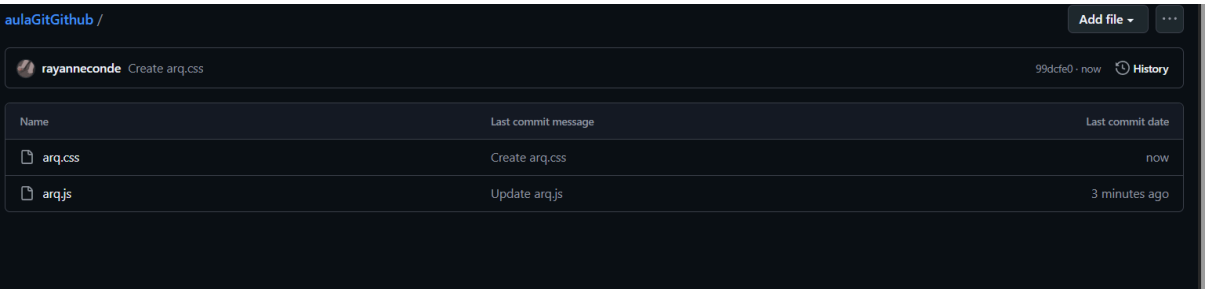 aulaGitGithub /
Add file
rayanneconde Create arq.css
99dcfe0 · now History
Name Last commit message Last commit date
arq.css Create arq.css now
arq.js Update arq.js 3 minutes ago